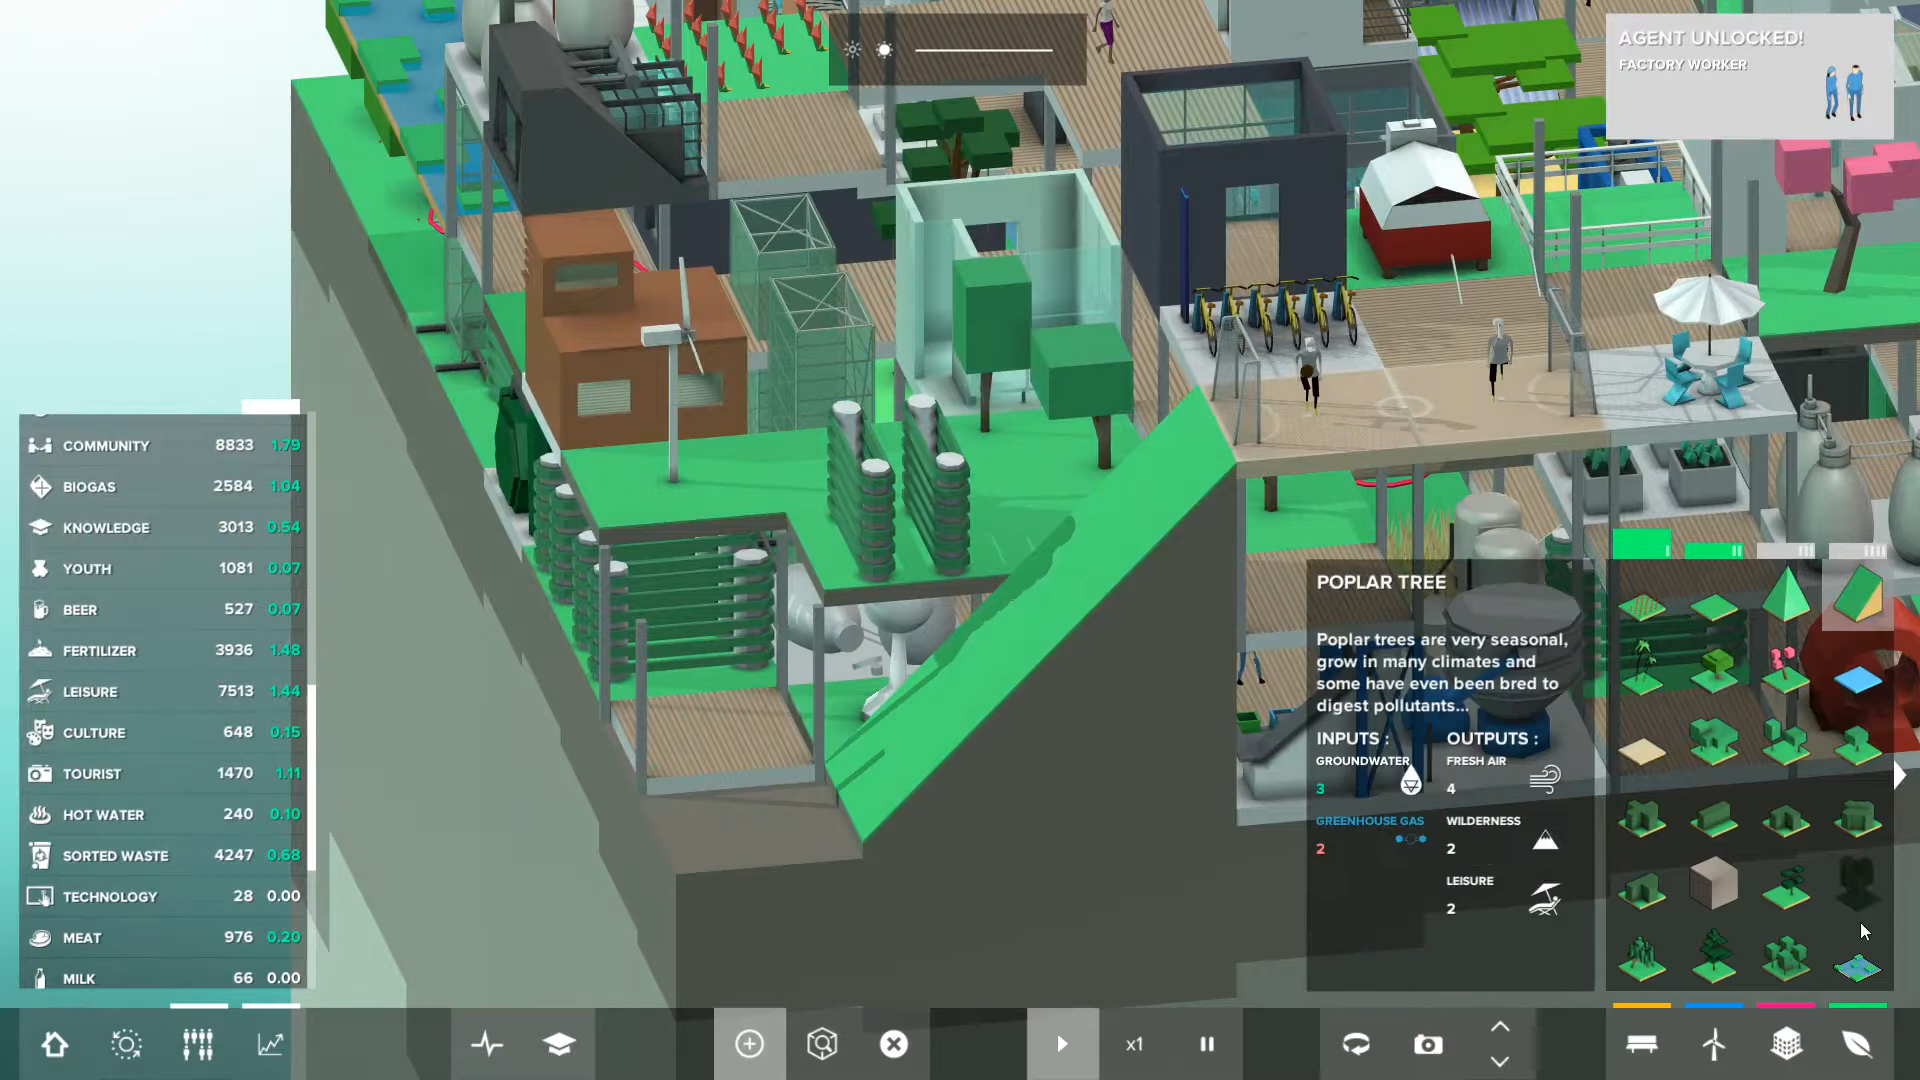 AGENT UNLOCKED!
FACTORY WORKER
COMMUNITY 8833 1.79
BIOGAS 2584 1.04
KNOWLEDGE 3013 0.54
YOUTH 1081 0.07
BEER 527 0.07
FERTILIZER 3936 1.48
LEISURE 7513 1.44
CULTURE 648 0.15
TOURIST 1470 1.11
HOT WATER 240 0.10
SORTED WASTE 4247 0.68
TECHNOLOGY 28 0.00
MEAT 976 0.20
MILK 66 0.00
POPLAR TREE
Poplar trees are very seasonal,
grow in many climates and
some have even been bred to
digest pollutants...
INPUTS : OUTPUTS :
GROUNDWATER FRESH AIR
3 4
GREENHOUSE GAS WILDERNESS
2 2
LEISURE
2
x1